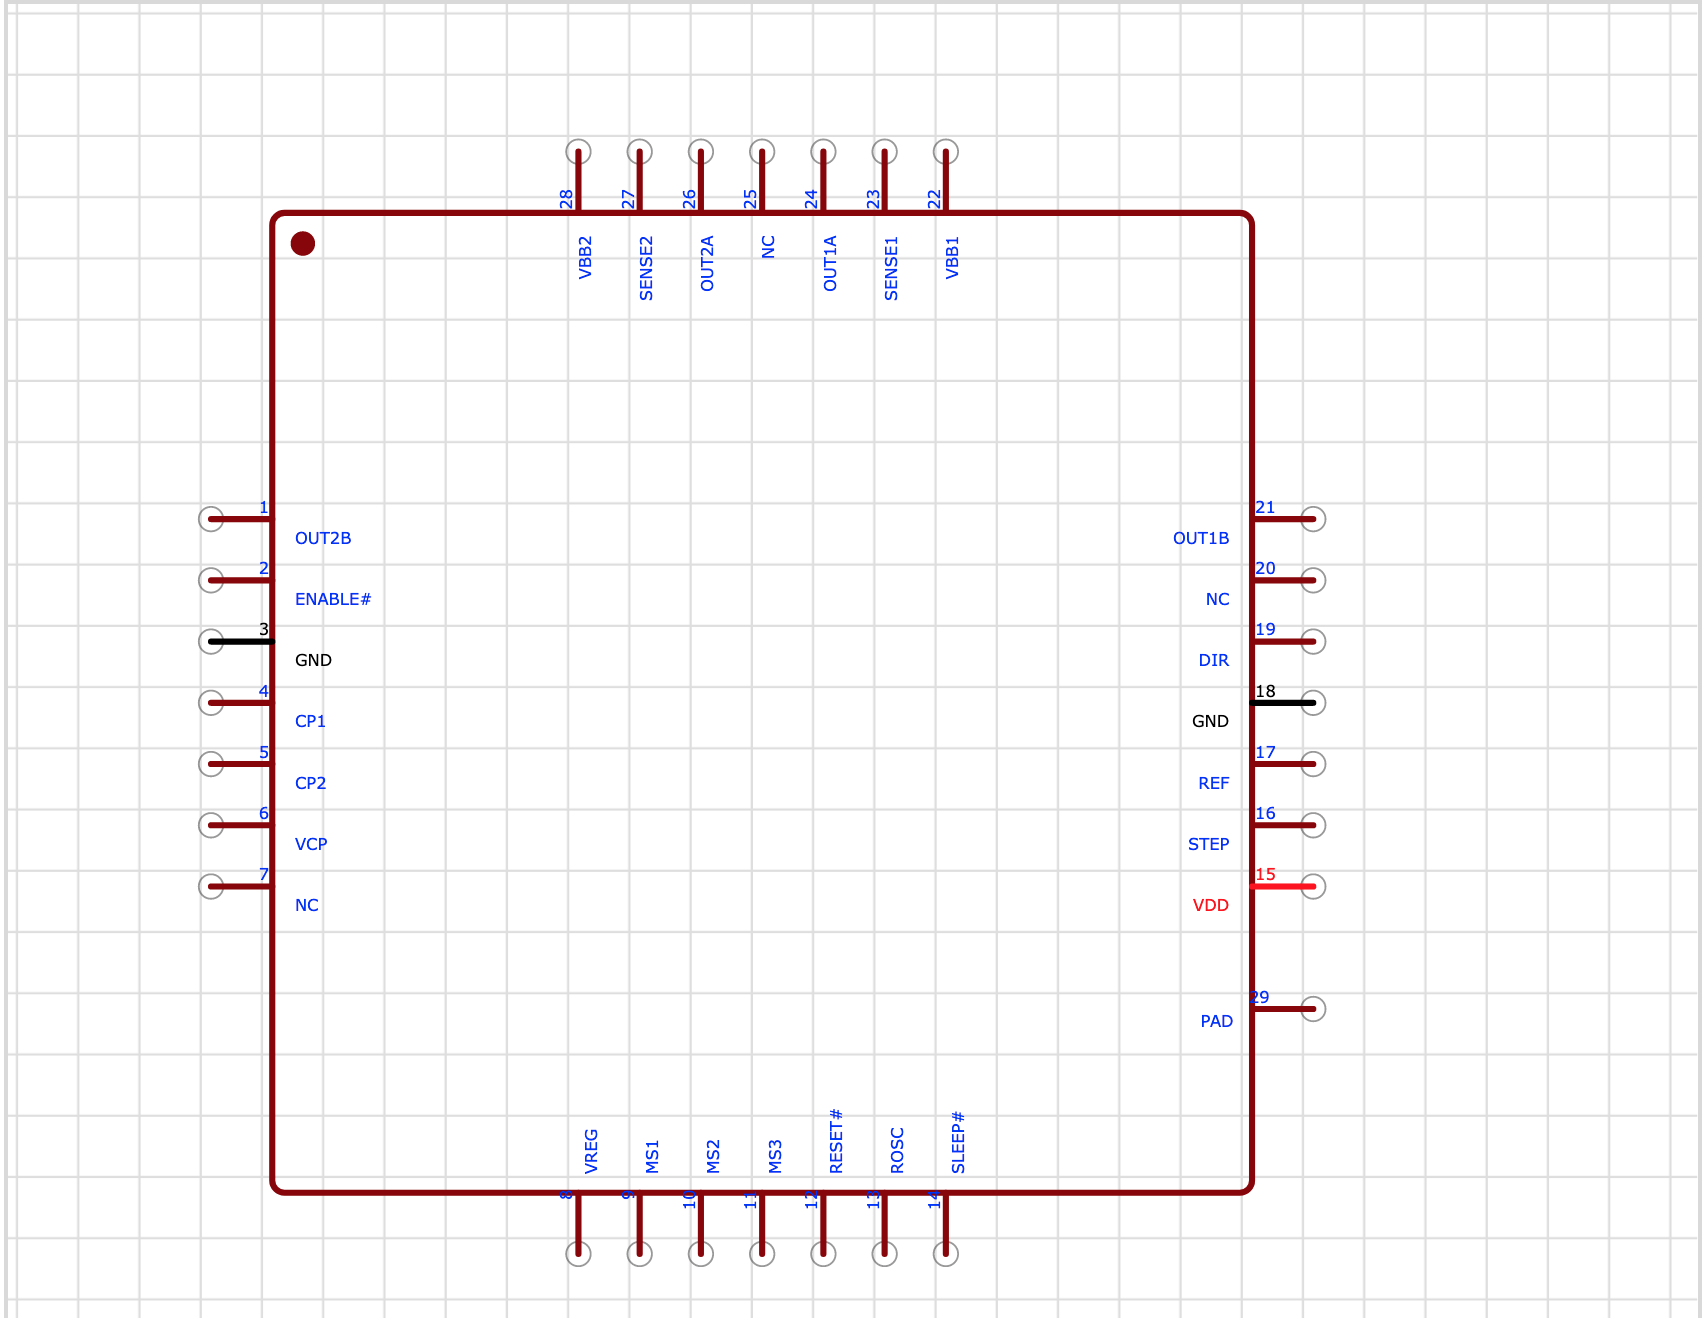 28 27 26 25 24 23 22
VBB2 SENSE2 OUT2A NC OUT1A SENSE1 VBB1
1 21
OUT2B OUT1B
2 20
ENABLE# NC
3 19
GND DIR
4 18
CP1 GND
5 17
CP2 REF
6 16
VCP STEP
7 15
NC VDD
29
PAD
VREG MS1 MS2 MS3 RESET# ROSC SLEEP#
8 9 10 11 12 13 14